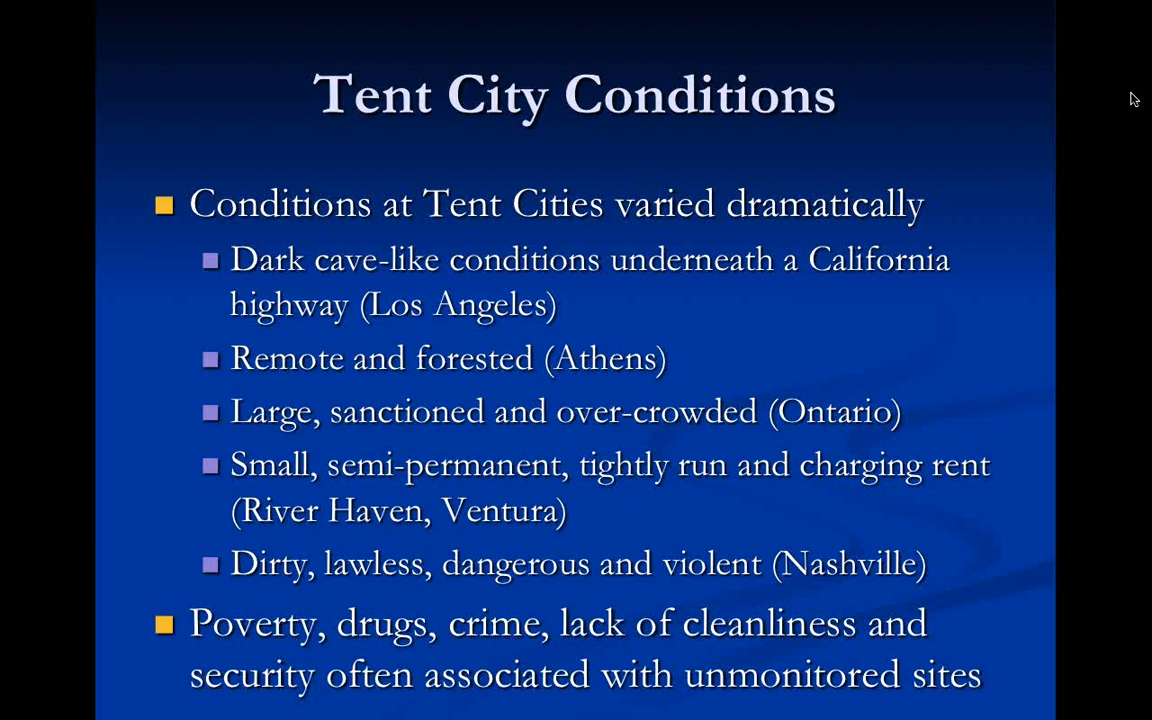 Tent City Conditions
Conditions at Tent Cities varied dramatically
Dark cave-like conditions underneath a California
highway (Los Angeles)
Remote and forested (Athens)
Large, sanctioned and over-crowded (Ontario)
Small, semi-permanent, tightly run and charging rent
(River Haven, Ventura)
Dirty, lawless, dangerous and violent (Nashville)
Poverty, drugs, crime, lack of cleanliness and
security often associated with unmonitored sites